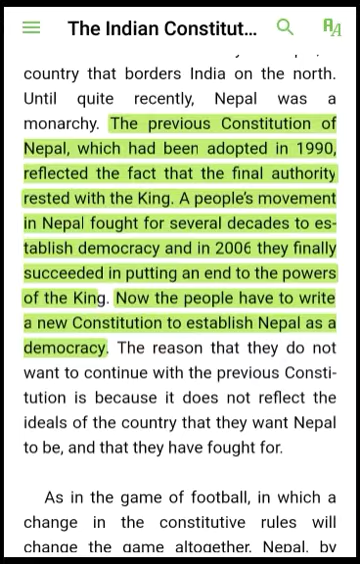 The Indian Constitut...
country that borders India on the north.
Until quite recently, Nepal was a
monarchy. The previous Constitution of
Nepal, which had been adopted in 1990,
reflected the fact that the final authority
rested with the King. A people's movement
in Nepal fought for several decades to es-
tablish democracy and in 2006 they finally
succeeded in putting an end to the powers
of the King. Now the people have to write
a new Constitution to establish Nepal as a
democracy. The reason that they do not
want to continue with the previous Consti-
tution is because it does not reflect the
ideals of the country that they want Nepal
to be, and that they have fought for.
As in the game of football, in which a
change in the constitutive rules will
change the game altogether, Nepal, by